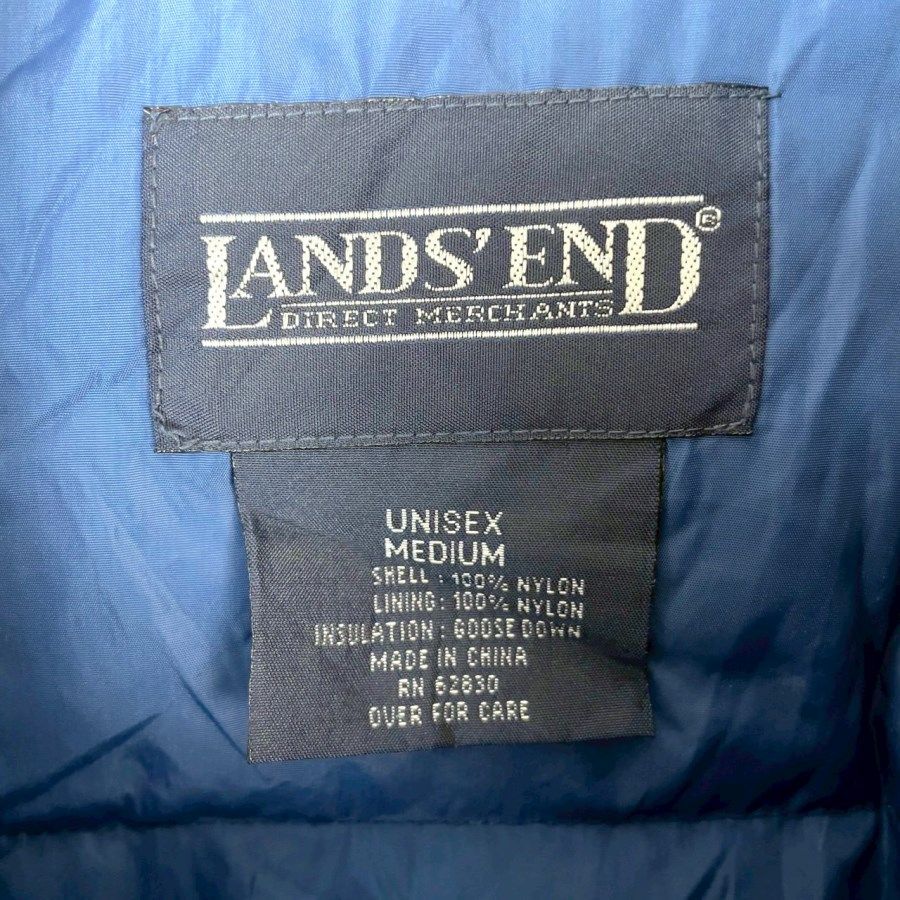 LANDS' END®
DIRECT MERCHANTS
UNISEX
MEDIUM
SHELL : 100% NYLON
LINING : 100% NYLON
INSULATION : GOOSE DOWN
MADE IN CHINA
RN 62830
OVER FOR CARE